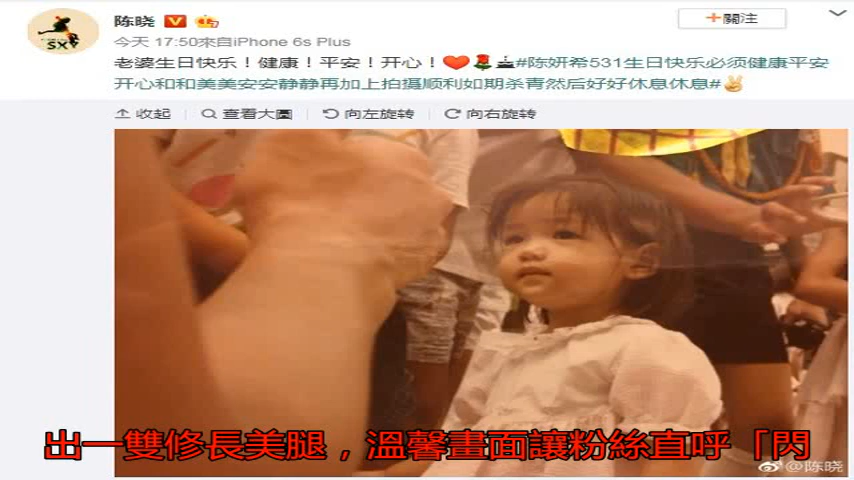 陈晓
SXV
+關注
今天 17:50來自iPhone 6s Plus
老婆生日快乐！健康！平安！开心！❤️🌹🎂#陈妍希531生日快乐必须健康平安
开心和和美美安安静静再加上拍摄顺利如期杀青然后好好休息休息#✌️
收起 查看大圖 向左旋转 向右旋转
出一雙修長美腿，溫馨畫面讓粉絲直呼「閃
@陈晓